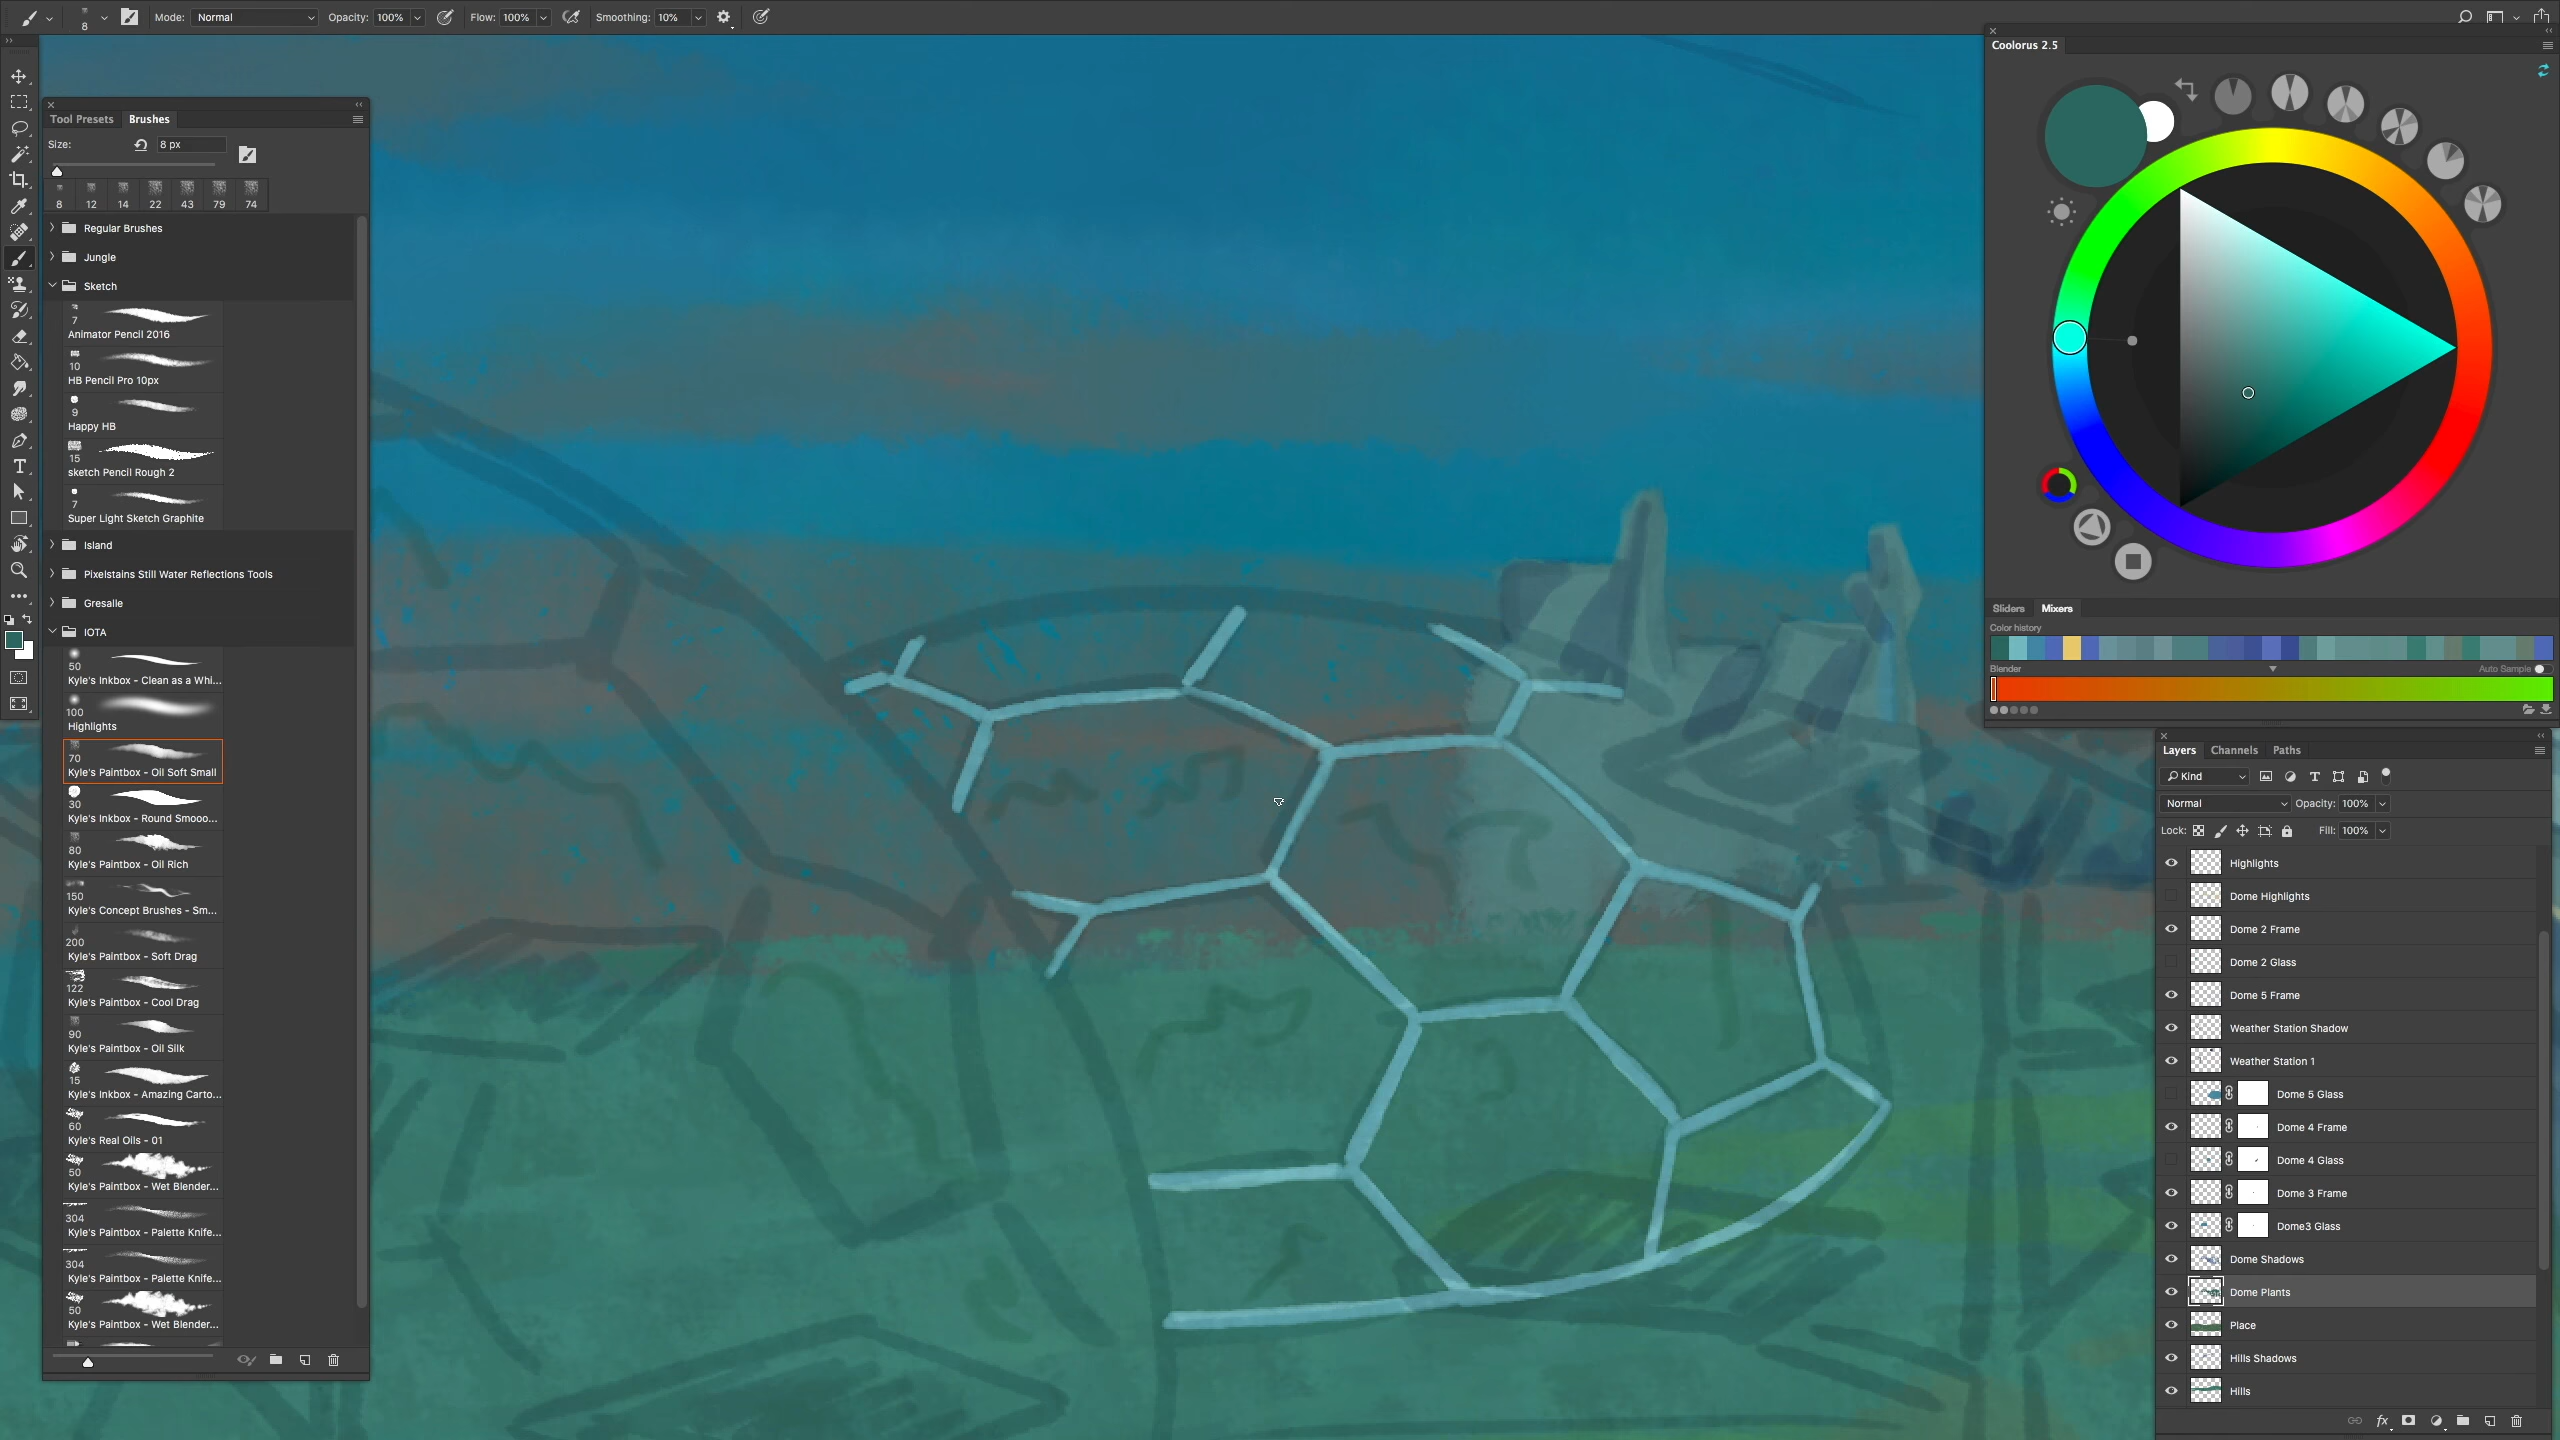 8 Mode: Normal Opacity: 100% Flow: 100% Smoothing: 10%
Coolorus 2.5
Tool Presets Brushes
Size: 8 px
8 12 14 22 43 79 74
Regular Brushes
Jungle
Sketch
7
Animator Pencil 2016
10
HB Pencil Pro 10px
9
Happy HB
15
sketch Pencil Rough 2
7
Super Light Sketch Graphite
Island
Pixelstains Still Water Reflections Tools
Gresalle
IOTA
50
Kyle's Inkbox - Clean as a Whi...
100
Highlights
70
Kyle's Paintbox - Oil Soft Small
30
Kyle's Inkbox - Round Smooo...
80
Kyle's Paintbox - Oil Rich
150
Kyle's Concept Brushes - Sm...
200
Kyle's Paintbox - Soft Drag
122
Kyle's Paintbox - Cool Drag
90
Kyle's Paintbox - Oil Silk
15
Kyle's Inkbox - Amazing Carto...
60
Kyle's Real Oils - 01
50
Kyle's Paintbox - Wet Blender...
304
Kyle's Paintbox - Palette Knife...
304
Kyle's Paintbox - Palette Knife...
50
Kyle's Paintbox - Wet Blender...
Sliders Mixers
Color history
Blender Auto Sample
Layers Channels Paths
Kind
Normal Opacity: 100%
Lock: Fill: 100%
Highlights
Dome Highlights
Dome 2 Frame
Dome 2 Glass
Dome 5 Frame
Weather Station Shadow
Weather Station 1
Dome 5 Glass
Dome 4 Frame
Dome 4 Glass
Dome 3 Frame
Dome3 Glass
Dome Shadows
Dome Plants
Place
Hills Shadows
Hills
fx